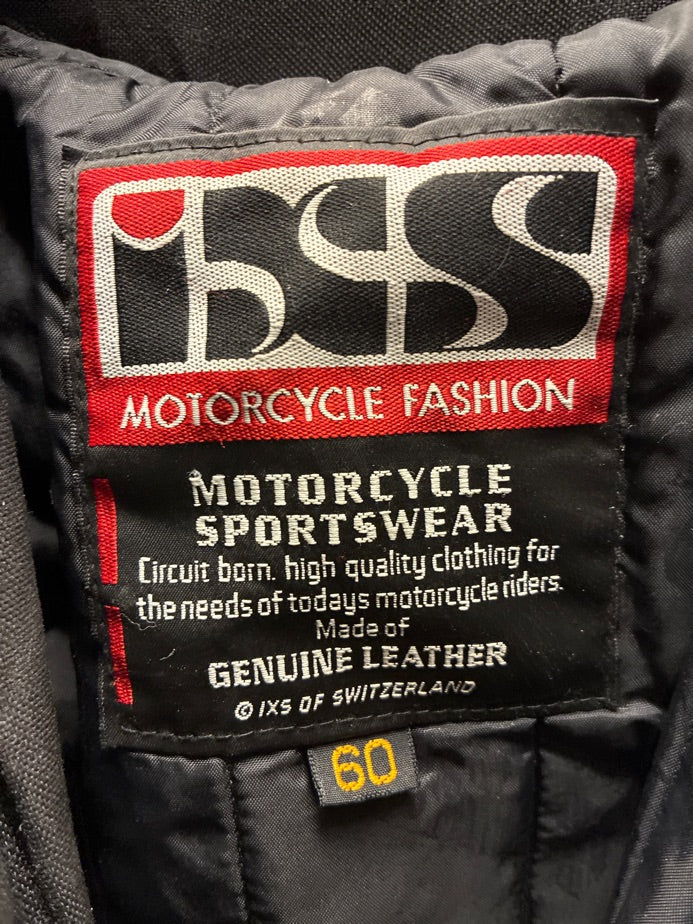 iXS
MOTORCYCLE FASHION
MOTORCYCLE
SPORTSWEAR
Circuit born. high quality clothing for
the needs of todays motorcycle riders.
Made of
GENUINE LEATHER
© IXS OF SWITZERLAND
60